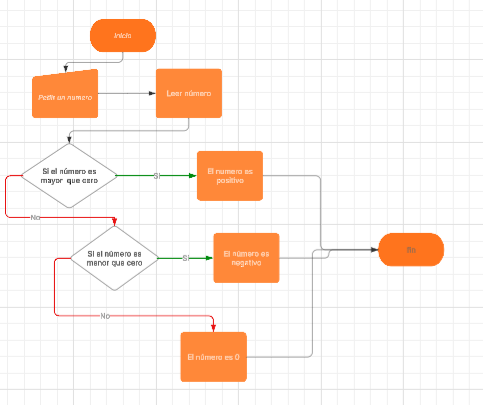 Inicio
Pedir un numero
Leer número
Si el número es
mayor que cero
Si
El numero es
positivo
No
Si el número es
menor que cero
Si
El número es
negativo
fin
No
El número es 0